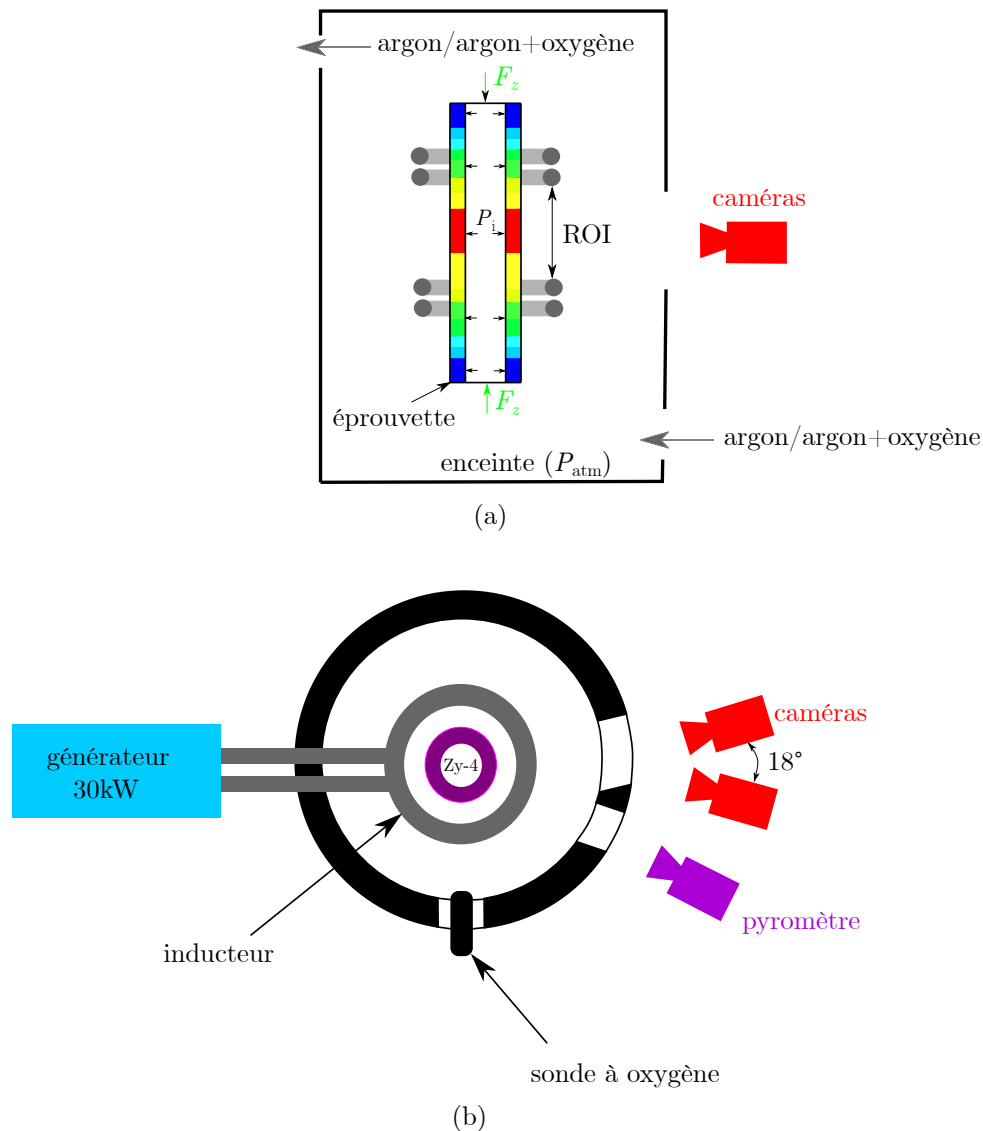 argon/argon+oxygène
F_z
caméras
P_i
ROI
F_z
éprouvette
argon/argon+oxygène
enceinte (P_atm)
(a)
caméras
générateur
30kW
Zy-4
18°
pyromètre
inducteur
sonde à oxygène
(b)